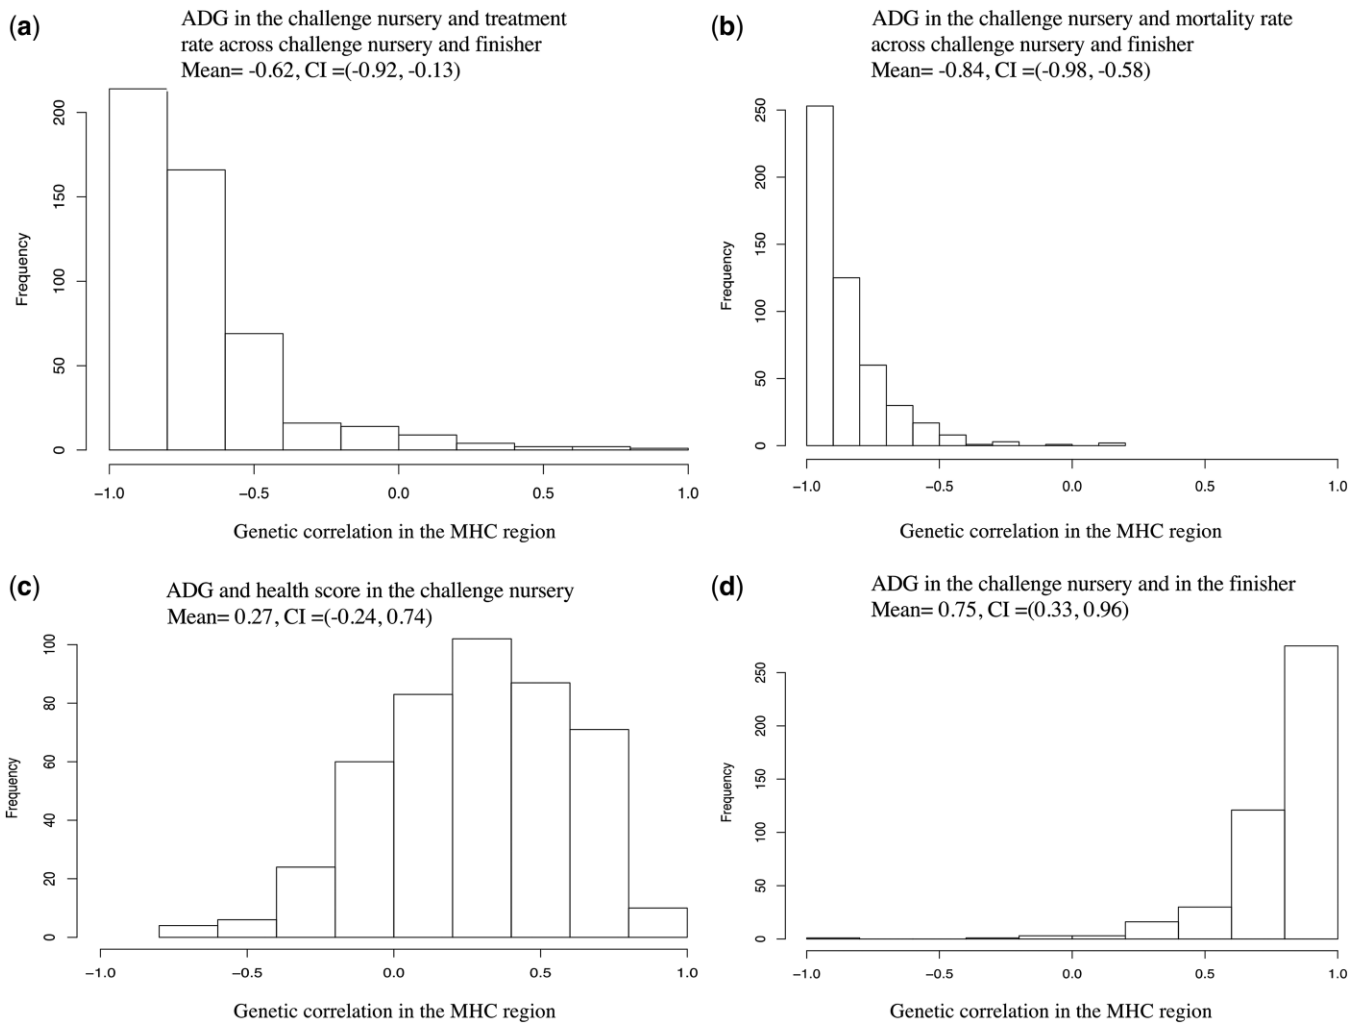 (a)
ADG in the challenge nursery and treatment
rate across challenge nursery and finisher
Mean= -0.62, CI =(-0.92, -0.13)
Frequency
200
150
100
50
0
−1.0 −0.5 0.0 0.5 1.0
Genetic correlation in the MHC region
(b)
ADG in the challenge nursery and mortality rate
across challenge nursery and finisher
Mean= -0.84, CI =(-0.98, -0.58)
Frequency
250
200
150
100
50
0
−1.0 −0.5 0.0 0.5 1.0
Genetic correlation in the MHC region
(c)
ADG and health score in the challenge nursery
Mean= 0.27, CI =(-0.24, 0.74)
Frequency
100
80
60
40
20
0
−1.0 −0.5 0.0 0.5 1.0
Genetic correlation in the MHC region
(d)
ADG in the challenge nursery and in the finisher
Mean= 0.75, CI =(0.33, 0.96)
Frequency
250
200
150
100
50
0
−1.0 −0.5 0.0 0.5 1.0
Genetic correlation in the MHC region